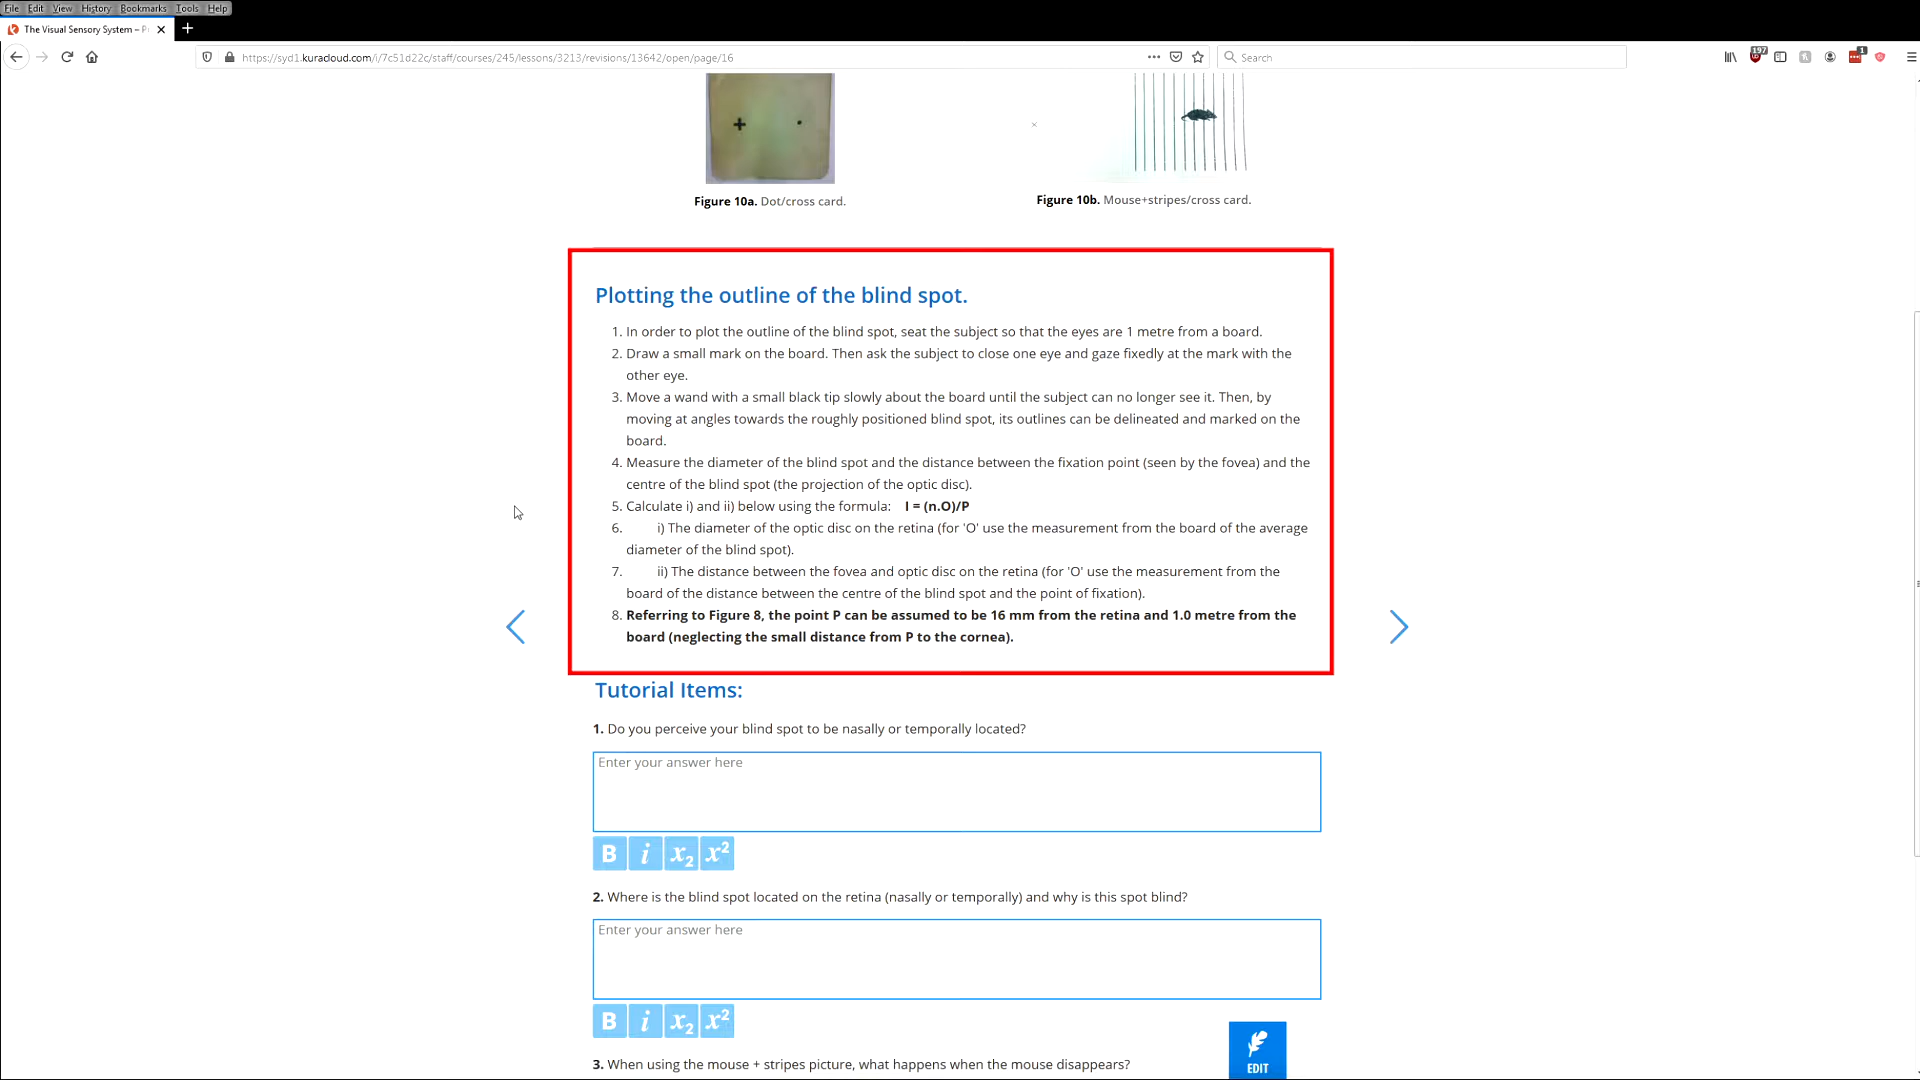 File Edit View History Bookmarks Tools Help
The Visual Sensory System – P
https://syd1.kuracloud.com/i/7c51d22c/staff/courses/245/lessons/3213/revisions/13642/open/page/16
Search
197
1
Figure 10a. Dot/cross card.
Figure 10b. Mouse+stripes/cross card.
Plotting the outline of the blind spot.
1. In order to plot the outline of the blind spot, seat the subject so that the eyes are 1 metre from a board.
2. Draw a small mark on the board. Then ask the subject to close one eye and gaze fixedly at the mark with the
other eye.
3. Move a wand with a small black tip slowly about the board until the subject can no longer see it. Then, by
moving at angles towards the roughly positioned blind spot, its outlines can be delineated and marked on the
board.
4. Measure the diameter of the blind spot and the distance between the fixation point (seen by the fovea) and the
centre of the blind spot (the projection of the optic disc).
5. Calculate i) and ii) below using the formula: I = (n.O)/P
6. i) The diameter of the optic disc on the retina (for 'O' use the measurement from the board of the average
diameter of the blind spot).
7. ii) The distance between the fovea and optic disc on the retina (for 'O' use the measurement from the
board of the distance between the centre of the blind spot and the point of fixation).
8. Referring to Figure 8, the point P can be assumed to be 16 mm from the retina and 1.0 metre from the
board (neglecting the small distance from P to the cornea).
Tutorial Items:
1. Do you perceive your blind spot to be nasally or temporally located?
Enter your answer here
B i x₂ x²
2. Where is the blind spot located on the retina (nasally or temporally) and why is this spot blind?
Enter your answer here
B i x₂ x²
3. When using the mouse + stripes picture, what happens when the mouse disappears?
EDIT